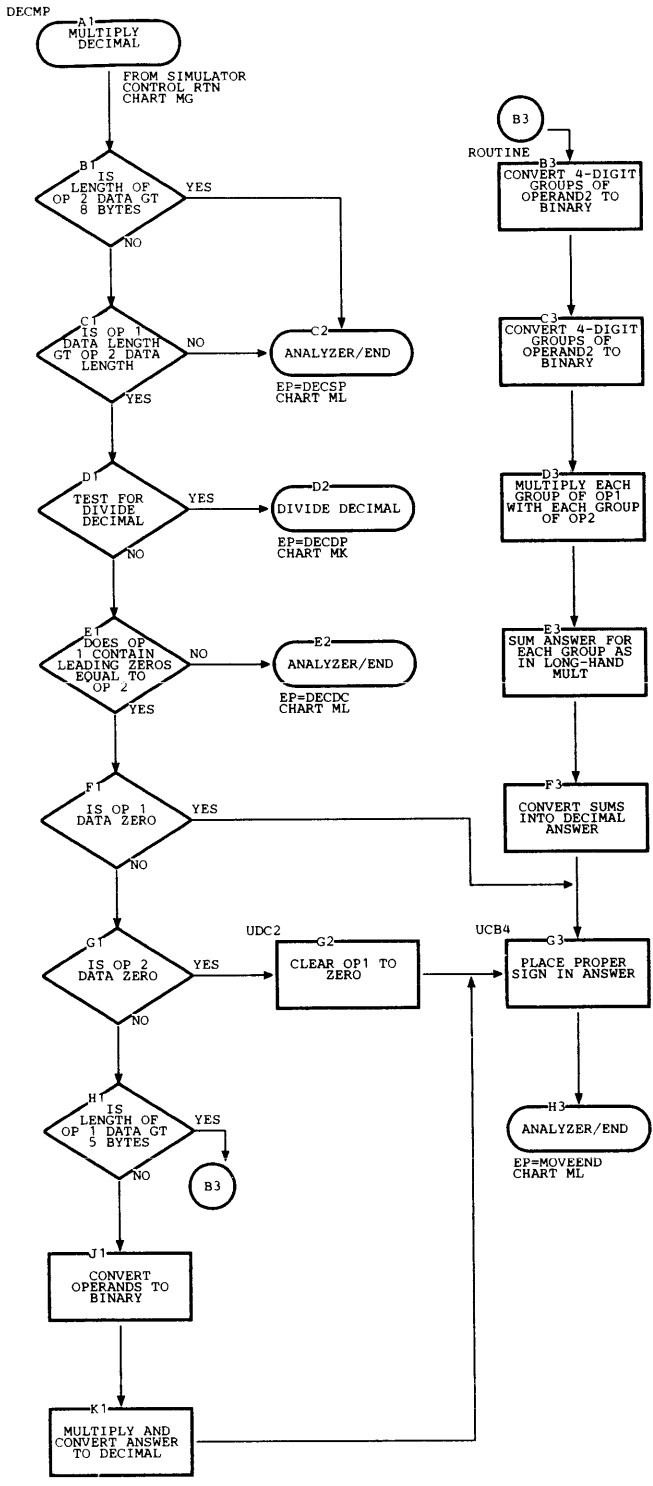 DECMP
A1
MULTIPLY
DECIMAL
FROM SIMULATOR
CONTROL RTN
CHART MG
B1
IS
LENGTH OF
OP 2 DATA GT
8 BYTES
YES
NO
C1
IS OP 1
DATA LENGTH
GT OP 2 DATA
LENGTH
NO
YES
C2
ANALYZER/END
EP=DECSP
CHART ML
D1
TEST FOR
DIVIDE
DECIMAL
YES
NO
D2
DIVIDE DECIMAL
EP=DECDP
CHART MK
E1
DOES OP
1 CONTAIN
LEADING ZEROS
EQUAL TO
OP 2
NO
YES
E2
ANALYZER/END
EP=DECDC
CHART ML
F1
IS OP 1
DATA ZERO
YES
NO
G1
IS OP 2
DATA ZERO
YES
NO
UDC2
G2
CLEAR OP1 TO
ZERO
H1
IS
LENGTH OF
OP 1 DATA GT
5 BYTES
YES
NO
B3
J1
CONVERT
OPERANDS TO
BINARY
K1
MULTIPLY AND
CONVERT ANSWER
TO DECIMAL
B3
ROUTINE
B3
CONVERT 4-DIGIT
GROUPS OF
OPERAND2 TO
BINARY
C3
CONVERT 4-DIGIT
GROUPS OF
OPERAND2 TO
BINARY
D3
MULTIPLY EACH
GROUP OF OP1
WITH EACH GROUP
OF OP2
E3
SUM ANSWER FOR
EACH GROUP AS
IN LONG-HAND
MULT
F3
CONVERT SUMS
INTO DECIMAL
ANSWER
UCB4
G3
PLACE PROPER
SIGN IN ANSWER
H3
ANALYZER/END
EP=MOVEEND
CHART ML